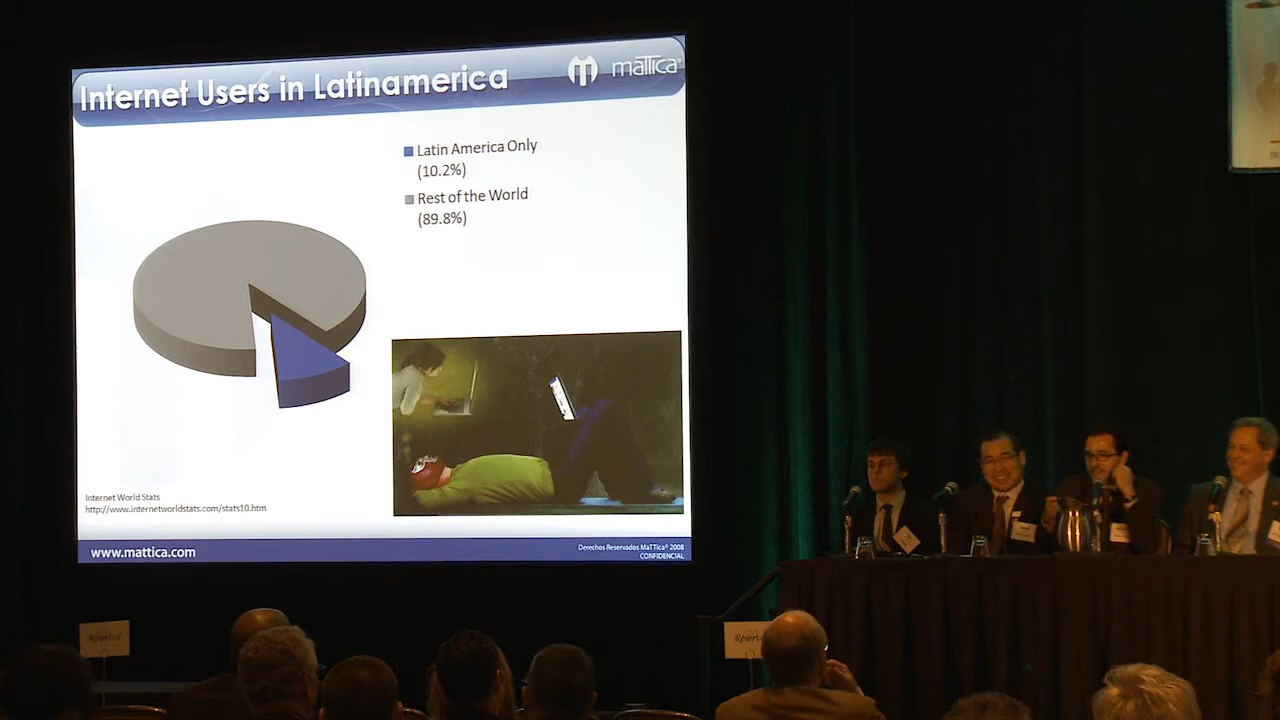 Internet Users in Latinamerica
maTTica
Latin America Only
(10.2%)
Rest of the World
(89.8%)
Internet World Stats
http://www.internetworldstats.com/stats10.htm
www.mattica.com
Derechos Reservados MaTTica® 2008
CONFIDENCIAL
Reserved